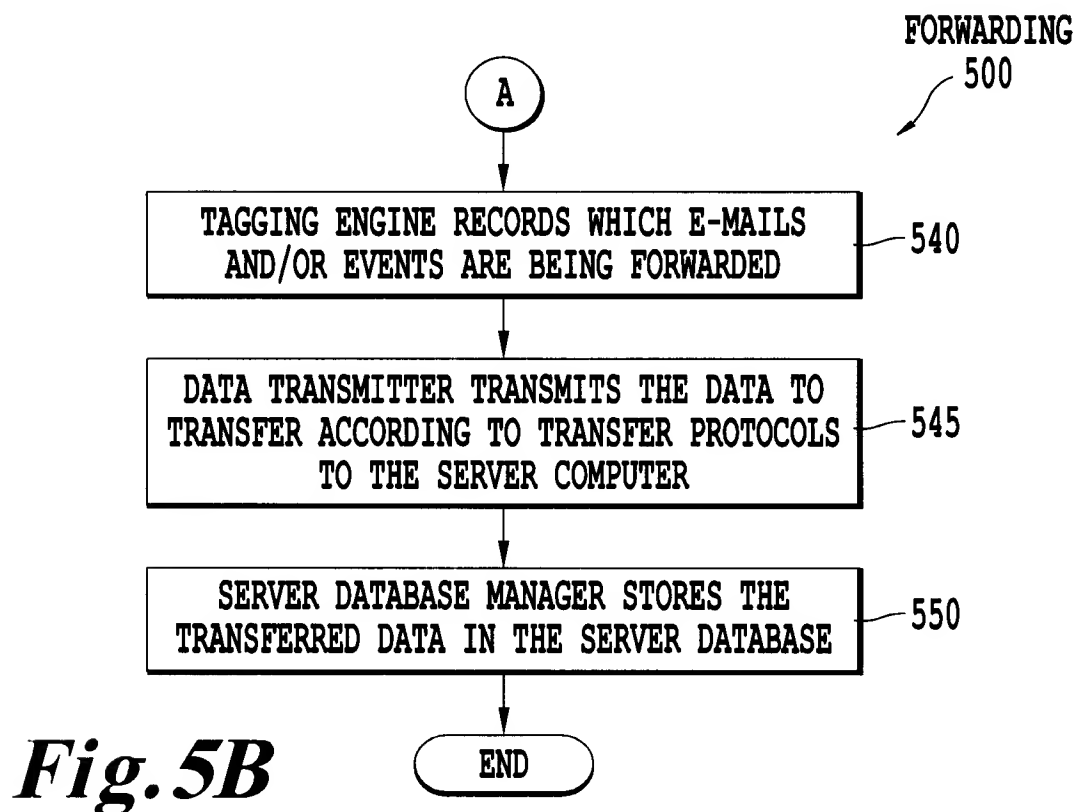 FORWARDING
500
A
TAGGING ENGINE RECORDS WHICH E-MAILS
AND/OR EVENTS ARE BEING FORWARDED
540
DATA TRANSMITTER TRANSMITS THE DATA TO
TRANSFER ACCORDING TO TRANSFER PROTOCOLS
TO THE SERVER COMPUTER
545
SERVER DATABASE MANAGER STORES THE
TRANSFERRED DATA IN THE SERVER DATABASE
550
END
Fig.5B